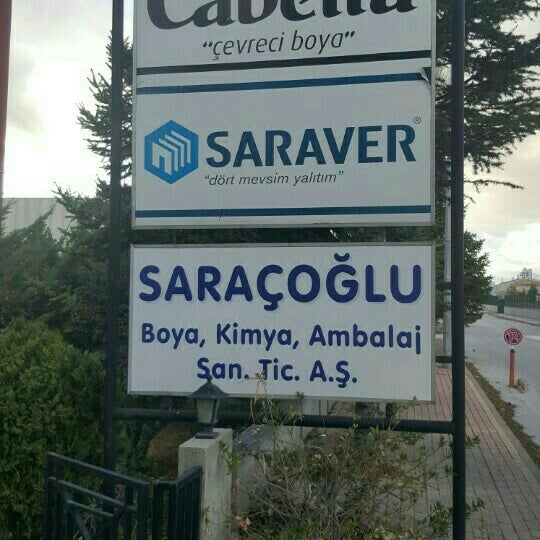 Cabella
"çevreci boya"
SARAVER®
"dört mevsim yalıtım"
SARAÇOĞLU
Boya, Kimya, Ambalaj
San. Tic. A.Ş.